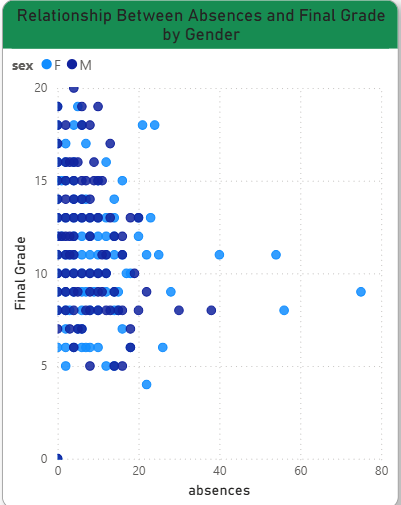 Relationship Between Absences and Final Grade
by Gender
sex F M
20
15
10
5
0
Final Grade
0 20 40 60 80
absences